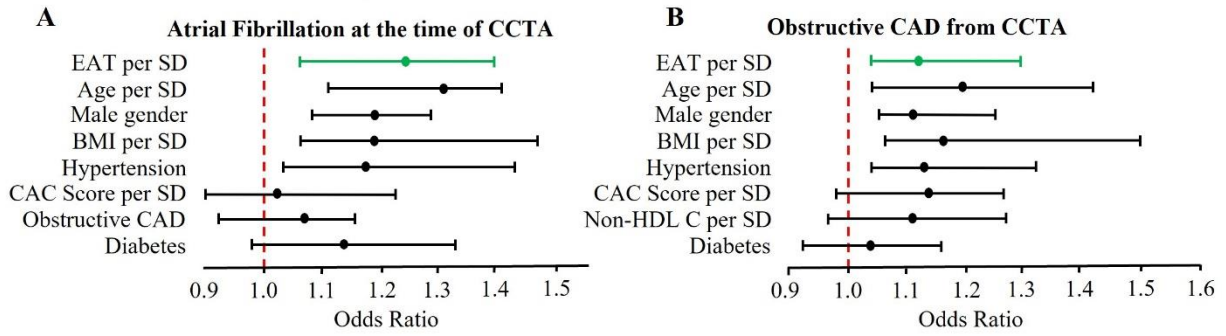 A
Atrial Fibrillation at the time of CCTA
EAT per SD
Age per SD
Male gender
BMI per SD
Hypertension
CAC Score per SD
Obstructive CAD
Diabetes
0.9 1.0 1.1 1.2 1.3 1.4 1.5
Odds Ratio
B
Obstructive CAD from CCTA
EAT per SD
Age per SD
Male gender
BMI per SD
Hypertension
CAC Score per SD
Non-HDL C per SD
Diabetes
0.9 1.0 1.1 1.2 1.3 1.4 1.5 1.6
Odds Ratio